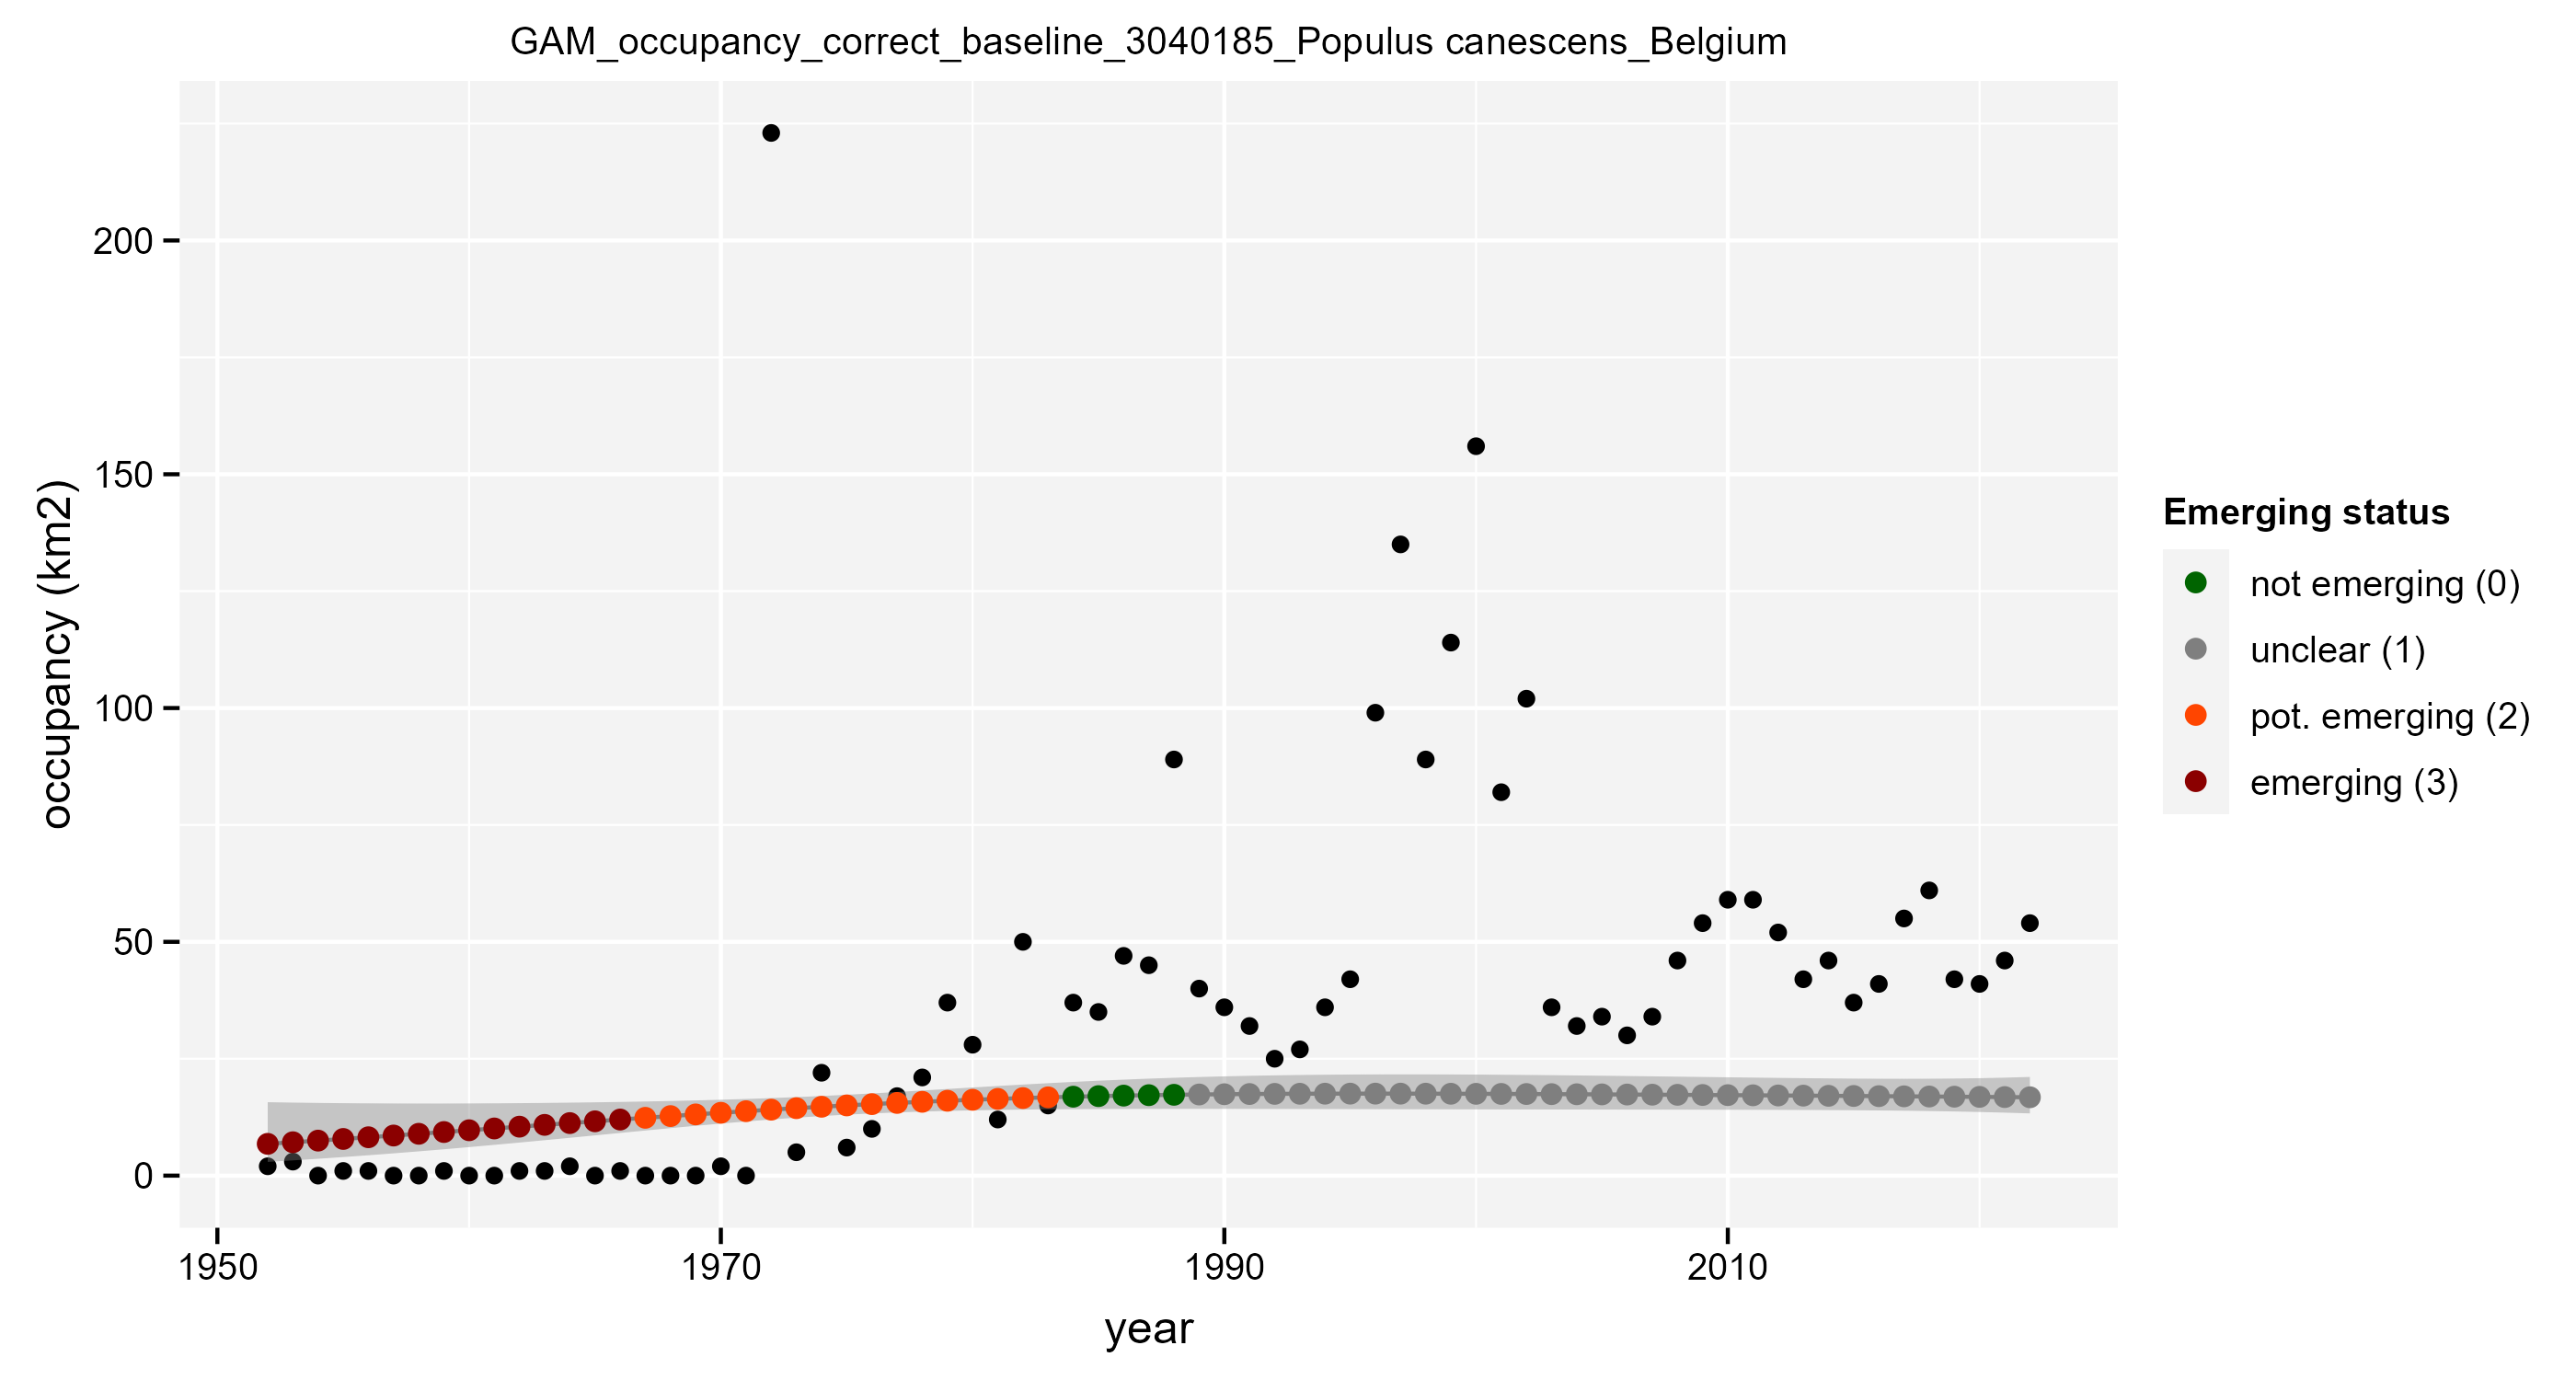 GAM_occupancy_correct_baseline_3040185_Populus canescens_Belgium
occupancy (km2)
200
150
100
50
0
1950
1970
1990
2010
year
Emerging status
not emerging (0)
unclear (1)
pot. emerging (2)
emerging (3)